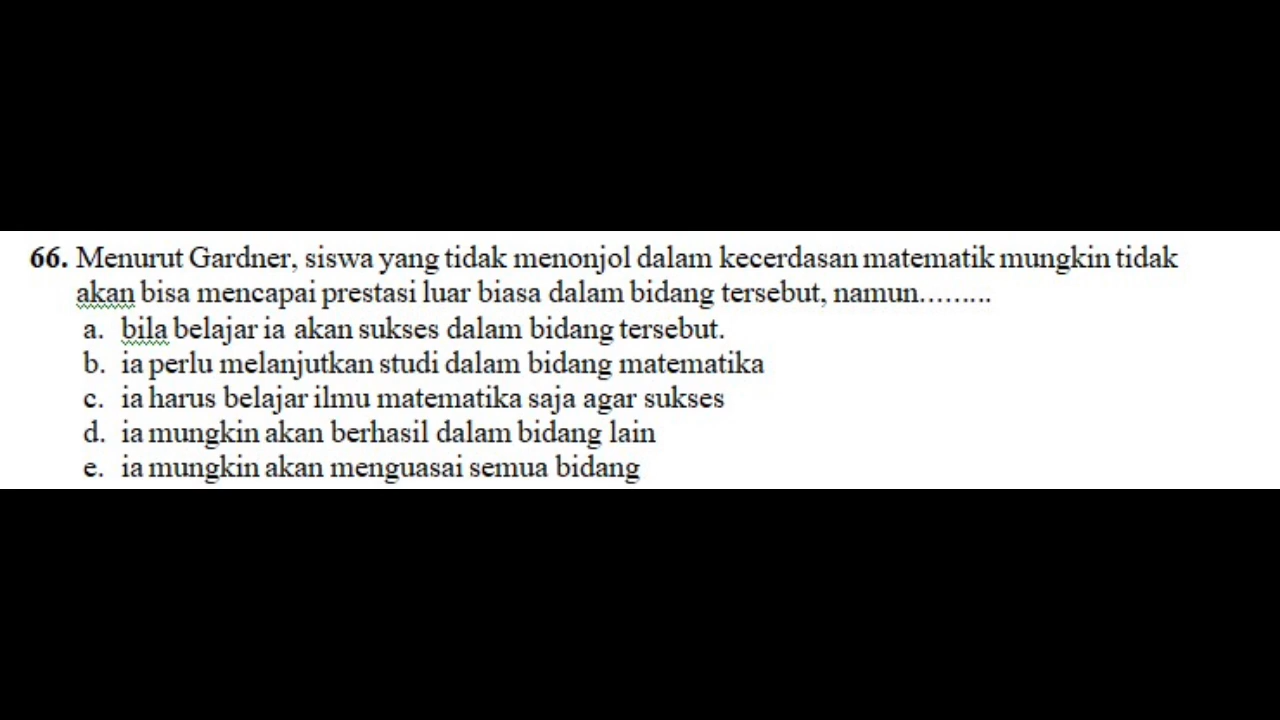 66. Menurut Gardner, siswa yang tidak menonjol dalam kecerdasan matematik mungkin tidak
akan bisa mencapai prestasi luar biasa dalam bidang tersebut, namun.........
a. bila belajar ia akan sukses dalam bidang tersebut.
b. ia perlu melanjutkan studi dalam bidang matematika
c. ia harus belajar ilmu matematika saja agar sukses
d. ia mungkin akan berhasil dalam bidang lain
e. ia mungkin akan menguasai semua bidang